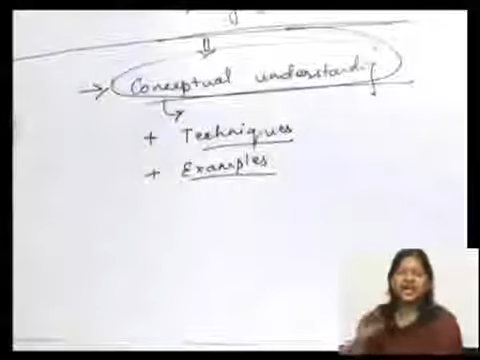 Conceptual understanding
+ Techniques
+ Examples